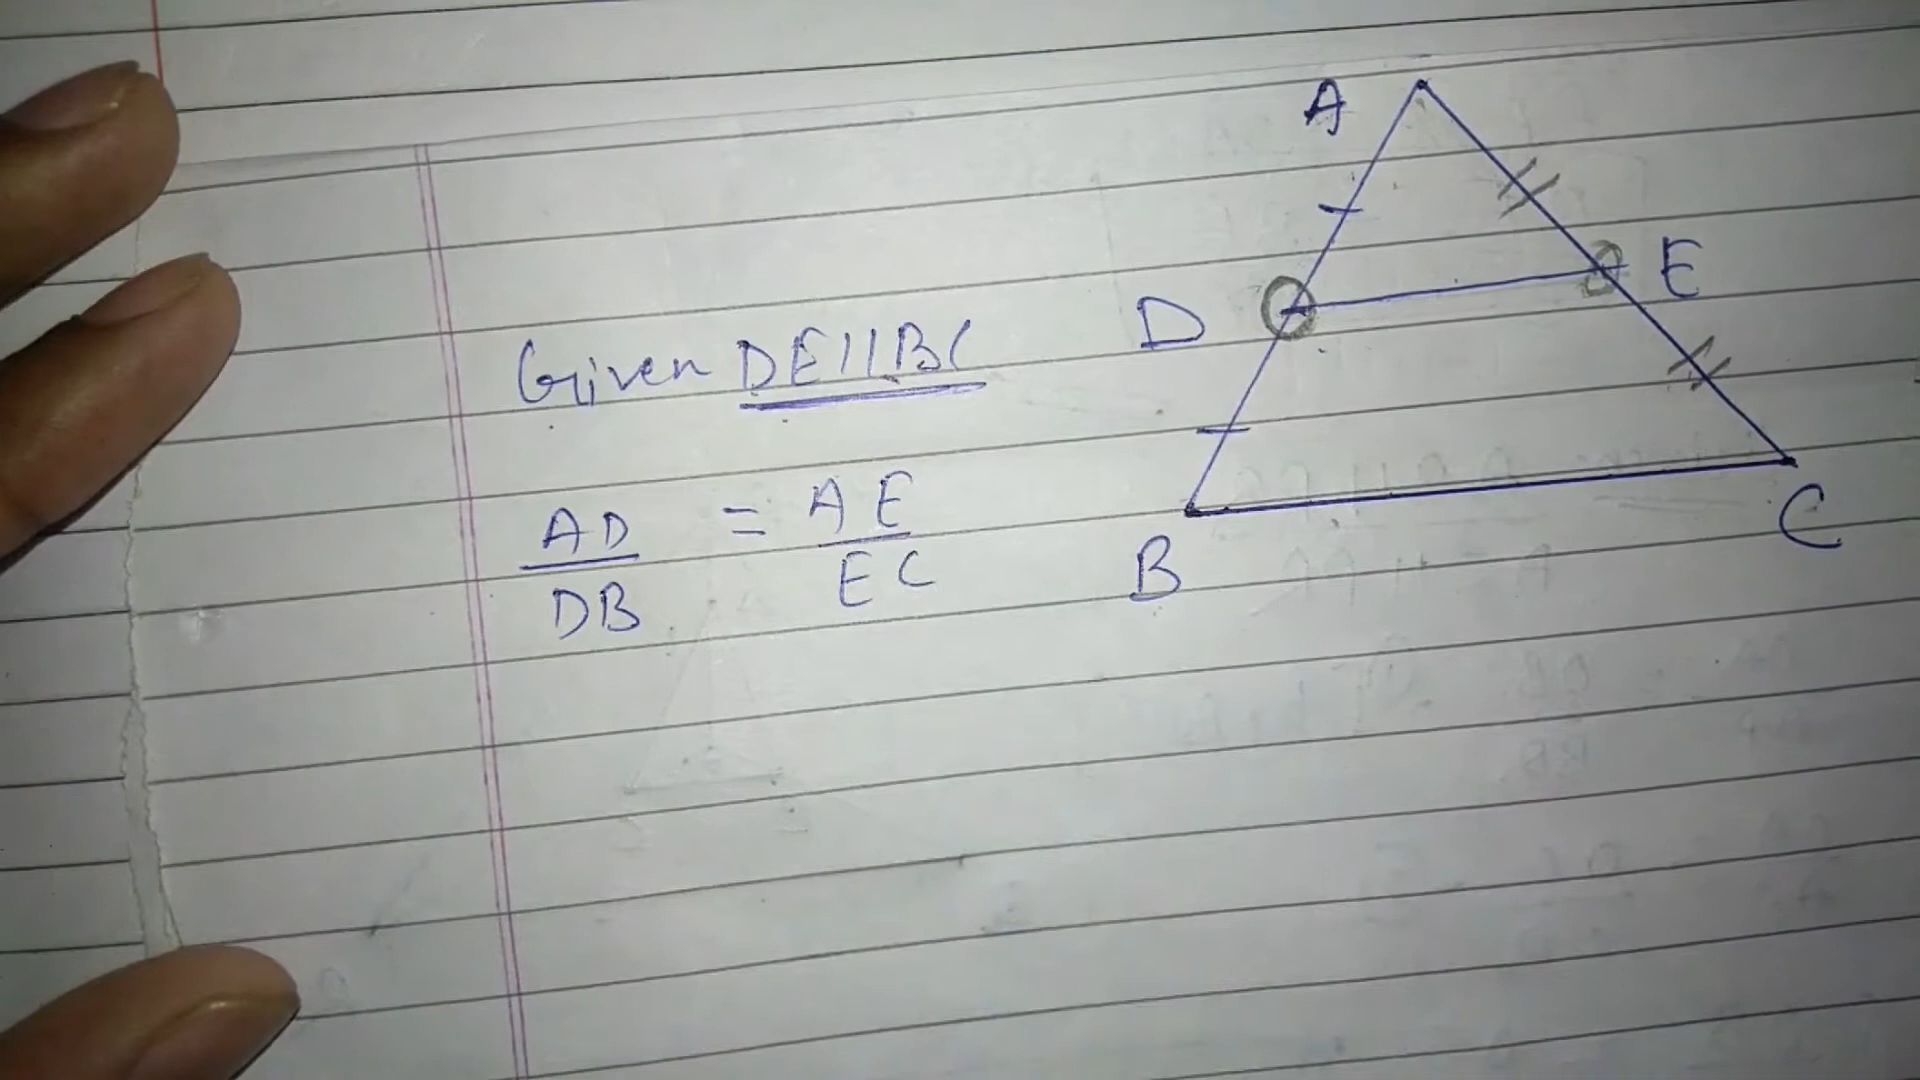 A
E
D
Given DE||BC
AD/DB = AE/EC
B
C